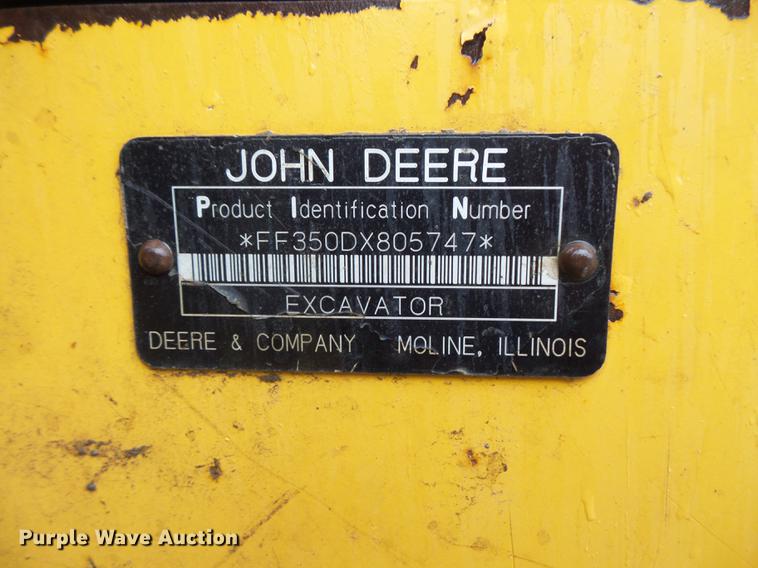 JOHN DEERE
Product Identification Number
*FF350DX805747*
EXCAVATOR
DEERE & COMPANY MOLINE, ILLINOIS
Purple Wave Auction